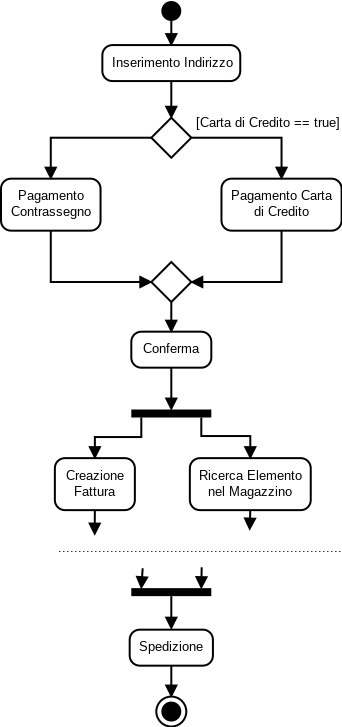 Inserimento Indirizzo
[Carta di Credito == true]
Pagamento
Contrassegno
Pagamento Carta
di Credito
Conferma
Creazione
Fattura
Ricerca Elemento
nel Magazzino
Spedizione